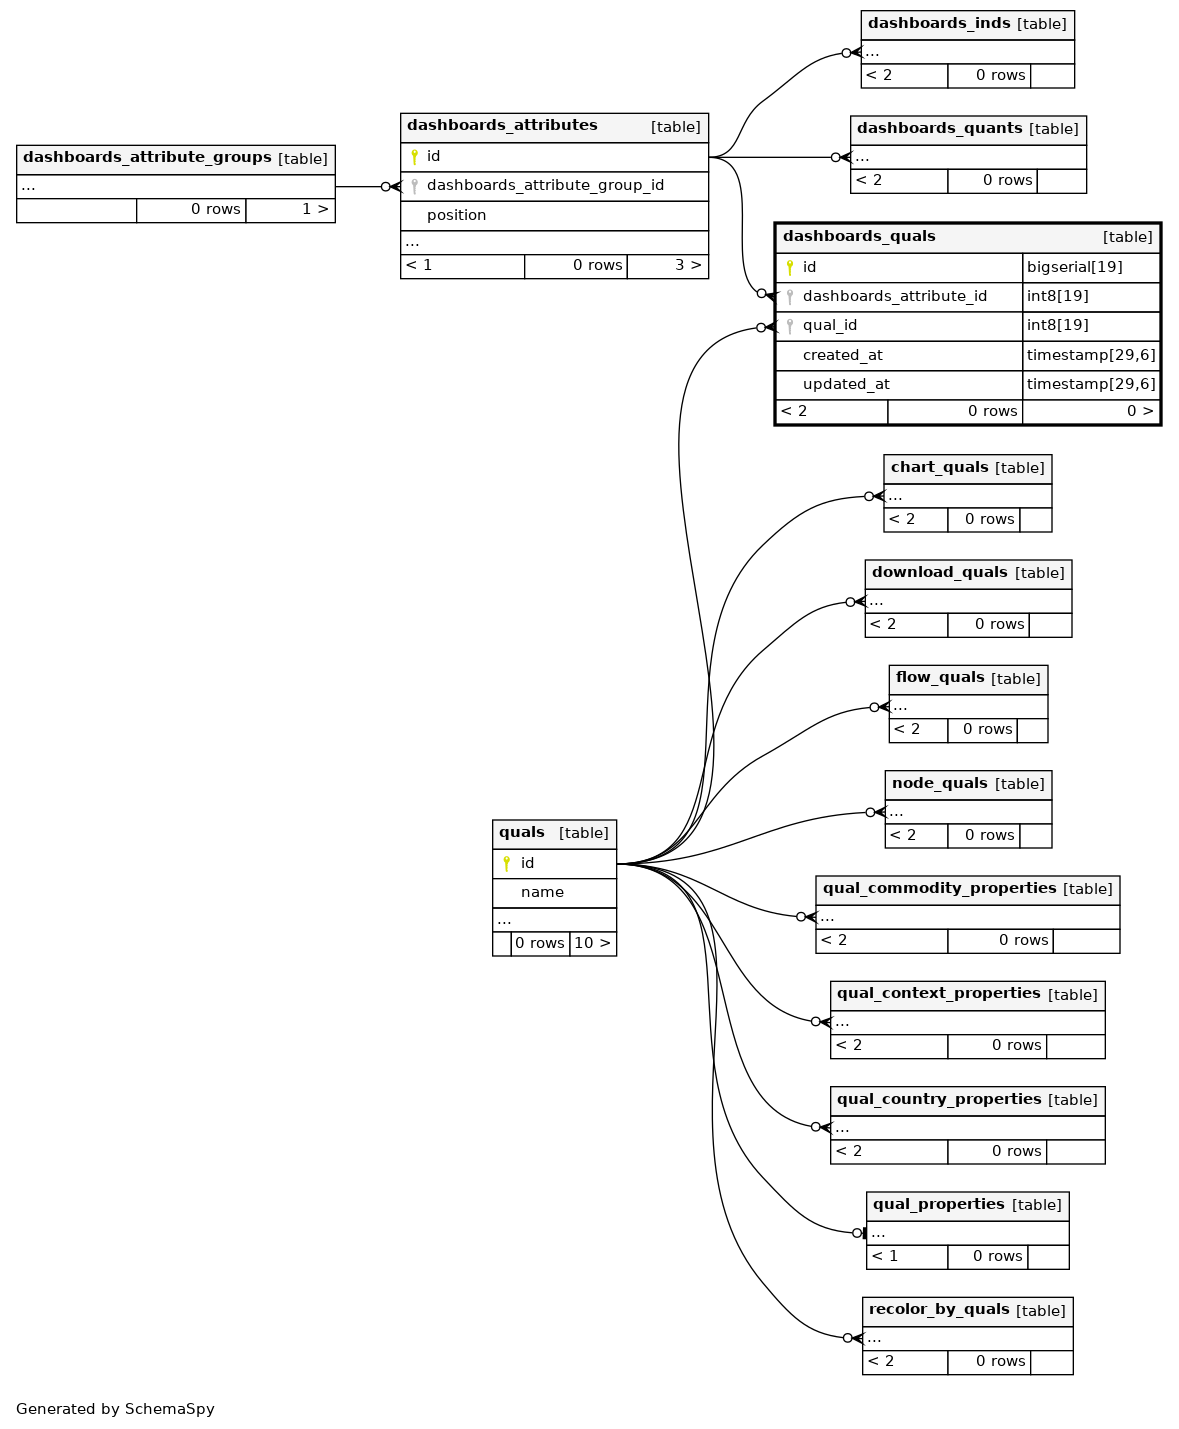 dashboards_inds [table]
...
< 2 0 rows
dashboards_attributes [table]
id
dashboards_attribute_group_id
position
...
< 1 0 rows 3 >
dashboards_quants [table]
...
< 2 0 rows
dashboards_attribute_groups [table]
...
0 rows 1 >
dashboards_quals [table]
id bigserial[19]
dashboards_attribute_id int8[19]
qual_id int8[19]
created_at timestamp[29,6]
updated_at timestamp[29,6]
< 2 0 rows 0 >
chart_quals [table]
...
< 2 0 rows
download_quals [table]
...
< 2 0 rows
flow_quals [table]
...
< 2 0 rows
node_quals [table]
...
< 2 0 rows
quals [table]
id
name
...
0 rows 10 >
qual_commodity_properties [table]
...
< 2 0 rows
qual_context_properties [table]
...
< 2 0 rows
qual_country_properties [table]
...
< 2 0 rows
qual_properties [table]
...
< 1 0 rows
recolor_by_quals [table]
...
< 2 0 rows
Generated by SchemaSpy